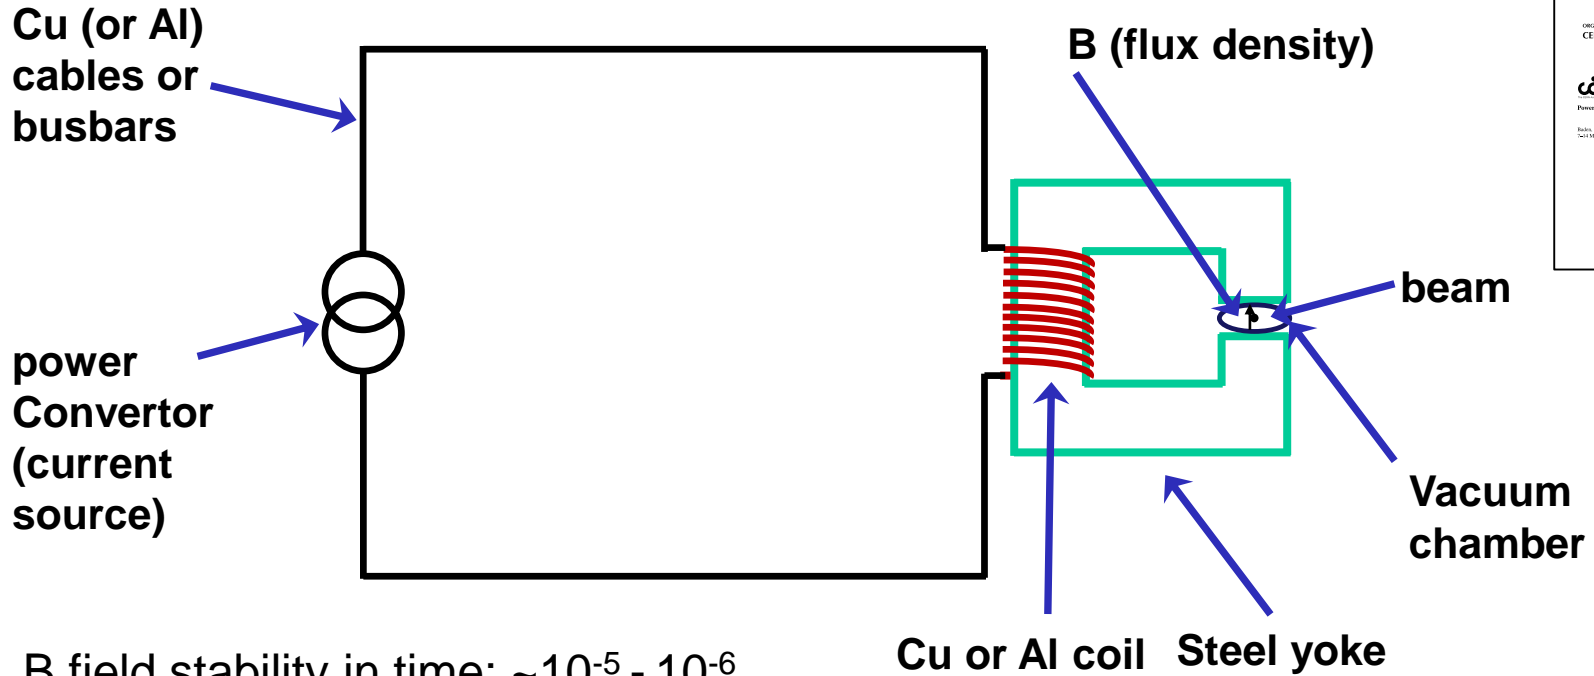 Cu (or Al)
cables or
busbars
B (flux density)
beam
power
Convertor
(current
source)
Vacuum
chamber
Cu or Al coil
Steel yoke
B field stability in time: ~10⁻⁵ - 10⁻⁶